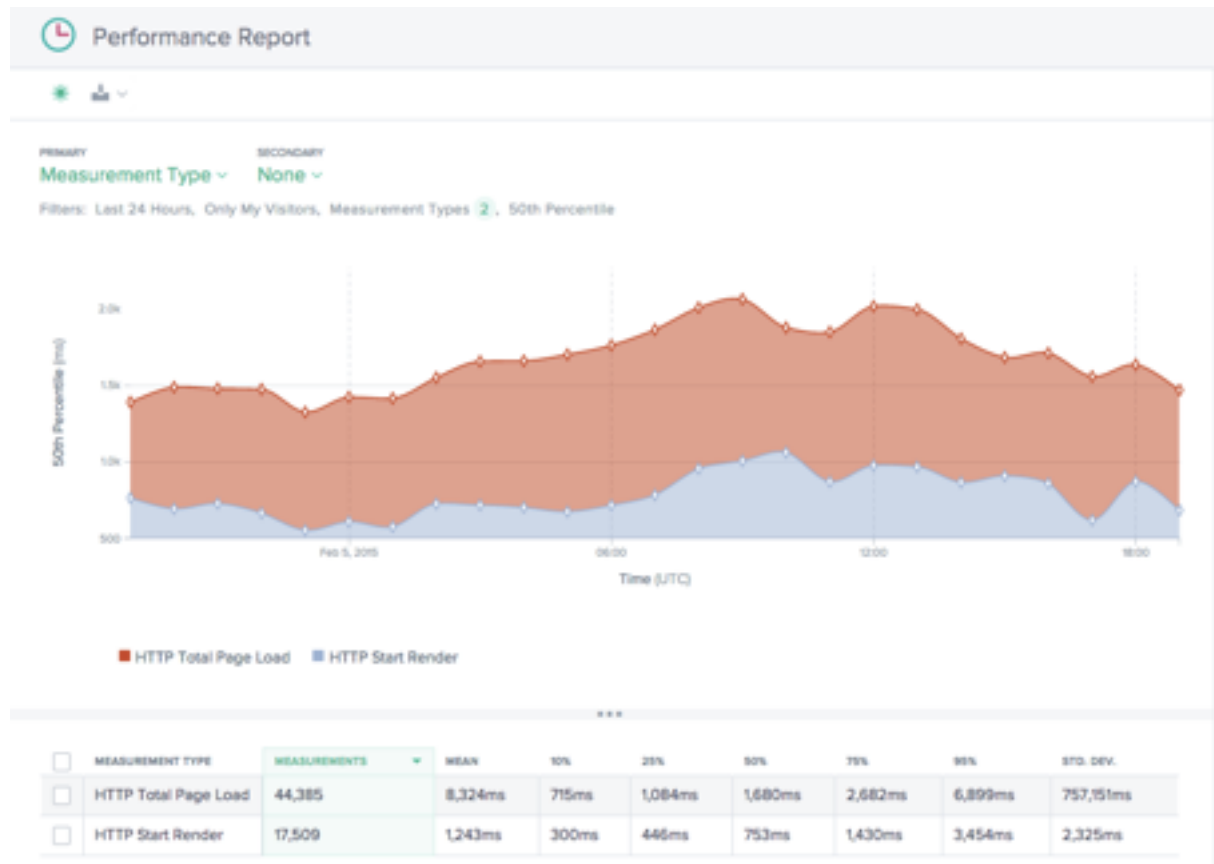 Performance Report
PRIMARY SECONDARY
Measurement Type None
Filters: Last 24 Hours, Only My Visitors, Measurement Types 2, 50th Percentile
2.0k
1.5k
1.0k
500
50th Percentile (ms)
Feb 5, 2015 06:00 12:00 18:00
Time (UTC)
HTTP Total Page Load HTTP Start Render
MEASUREMENT TYPE MEASUREMENTS MEAN 10% 25% 50% 75% 95% STD. DEV.
HTTP Total Page Load 44,385 8,324ms 715ms 1,084ms 1,680ms 2,682ms 6,899ms 757,151ms
HTTP Start Render 17,509 1,243ms 300ms 446ms 753ms 1,430ms 3,454ms 2,325ms